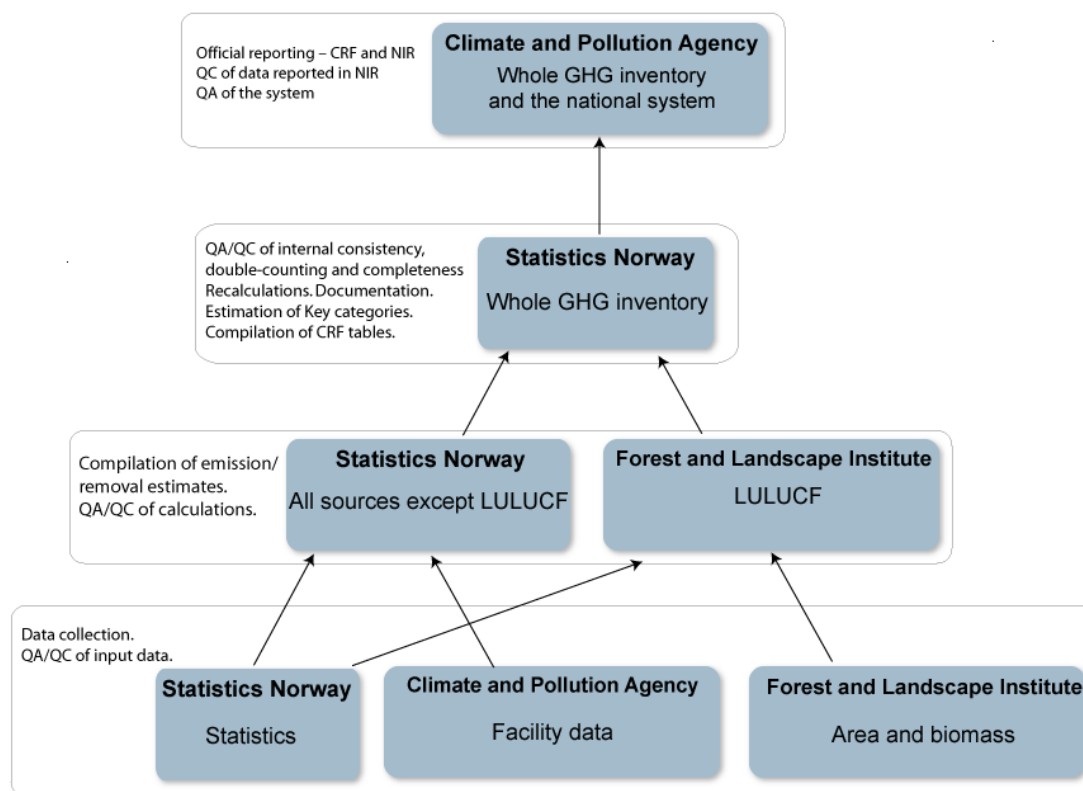 Official reporting – CRF and NIR
QC of data reported in NIR
QA of the system
Climate and Pollution Agency
Whole GHG inventory
and the national system
QA/QC of internal consistency,
double-counting and completeness
Recalculations. Documentation.
Estimation of Key categories.
Compilation of CRF tables.
Statistics Norway
Whole GHG inventory
Compilation of emission/
removal estimates.
QA/QC of calculations.
Statistics Norway
All sources except LULUCF
Forest and Landscape Institute
LULUCF
Data collection.
QA/QC of input data.
Statistics Norway
Statistics
Climate and Pollution Agency
Facility data
Forest and Landscape Institute
Area and biomass